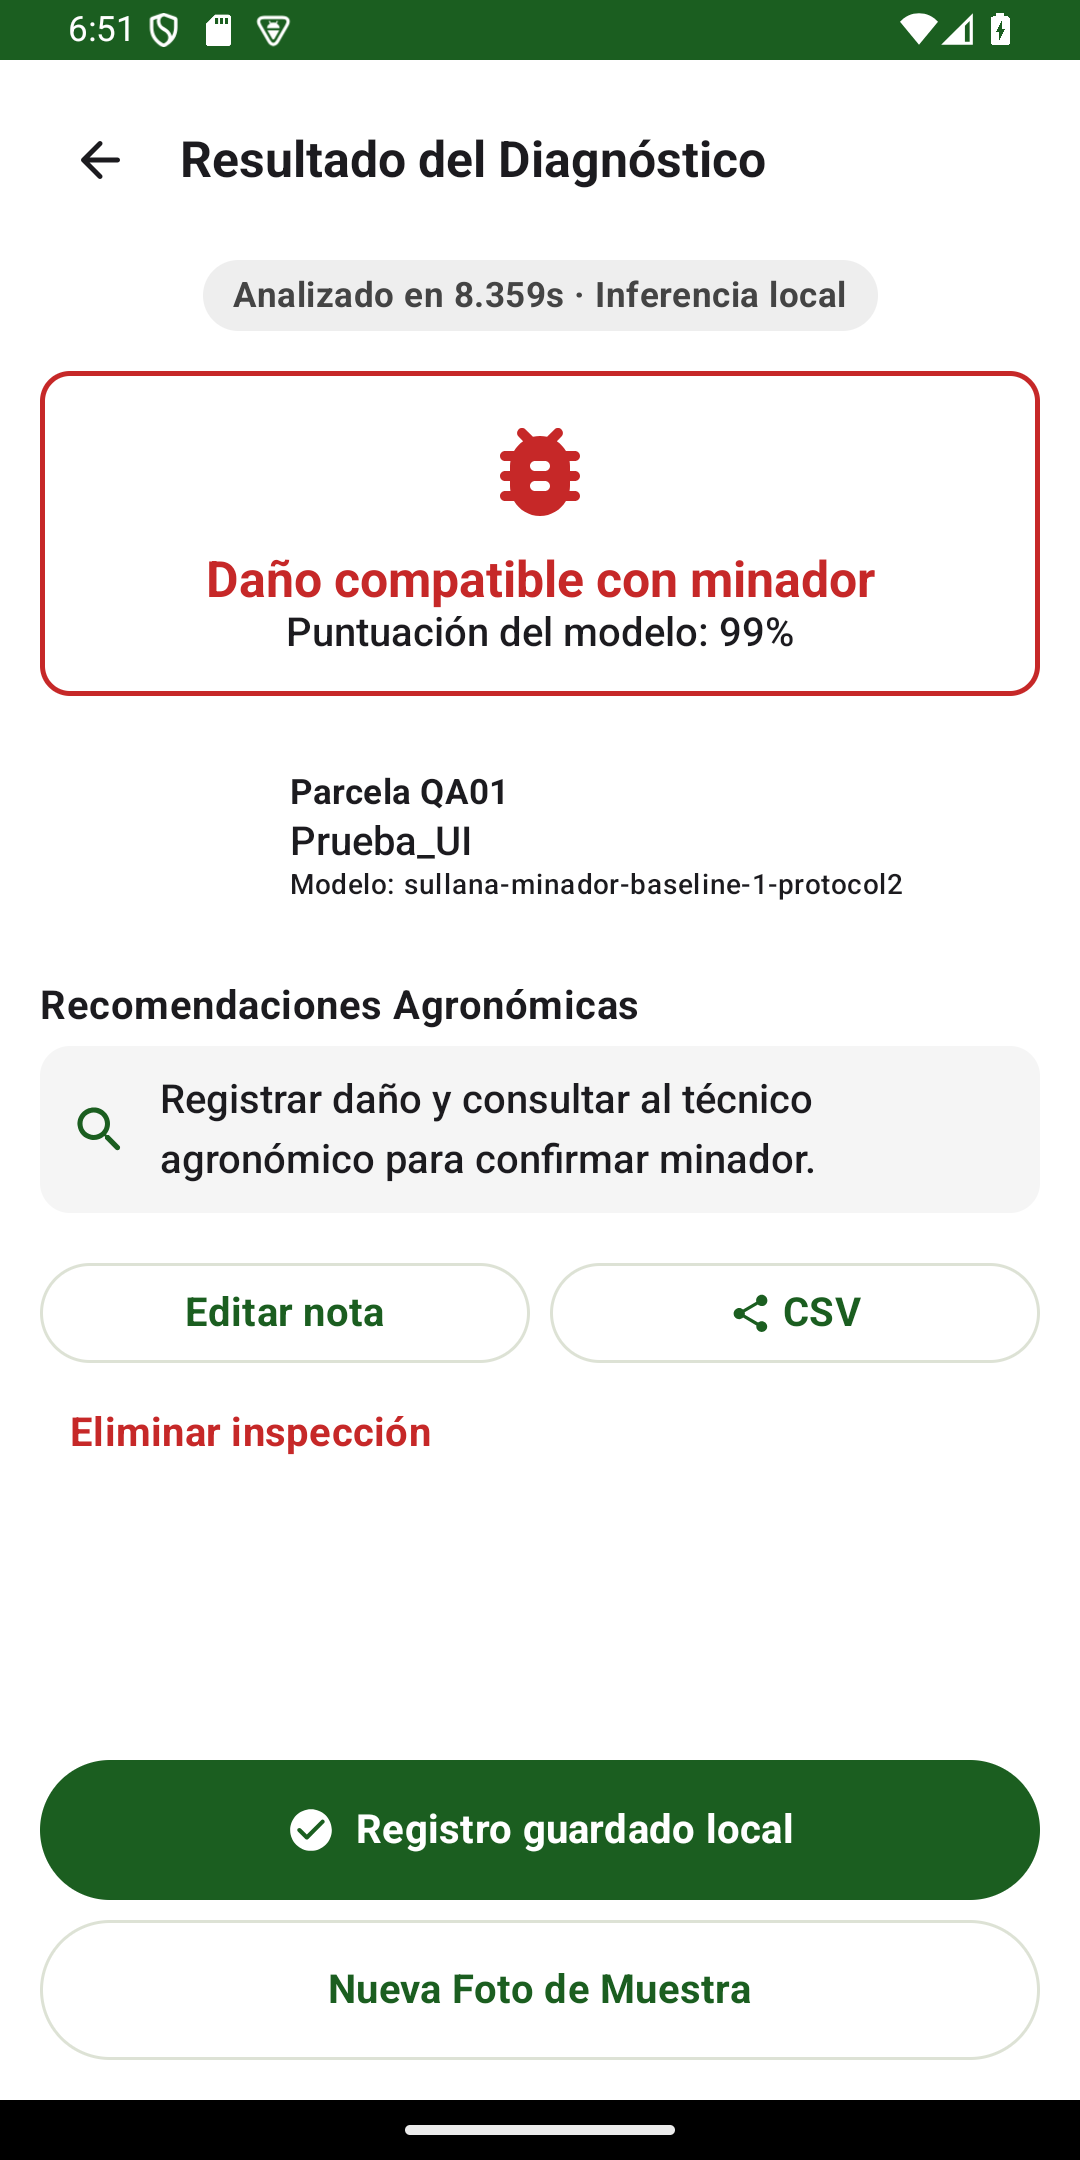 6:51
Resultado del Diagnóstico
Analizado en 8.359s · Inferencia local
Daño compatible con minador
Puntuación del modelo: 99%
Parcela QA01
Prueba_UI
Modelo: sullana-minador-baseline-1-protocol2
Recomendaciones Agronómicas
Registrar daño y consultar al técnico
agronómico para confirmar minador.
Editar nota
CSV
Eliminar inspección
Registro guardado local
Nueva Foto de Muestra